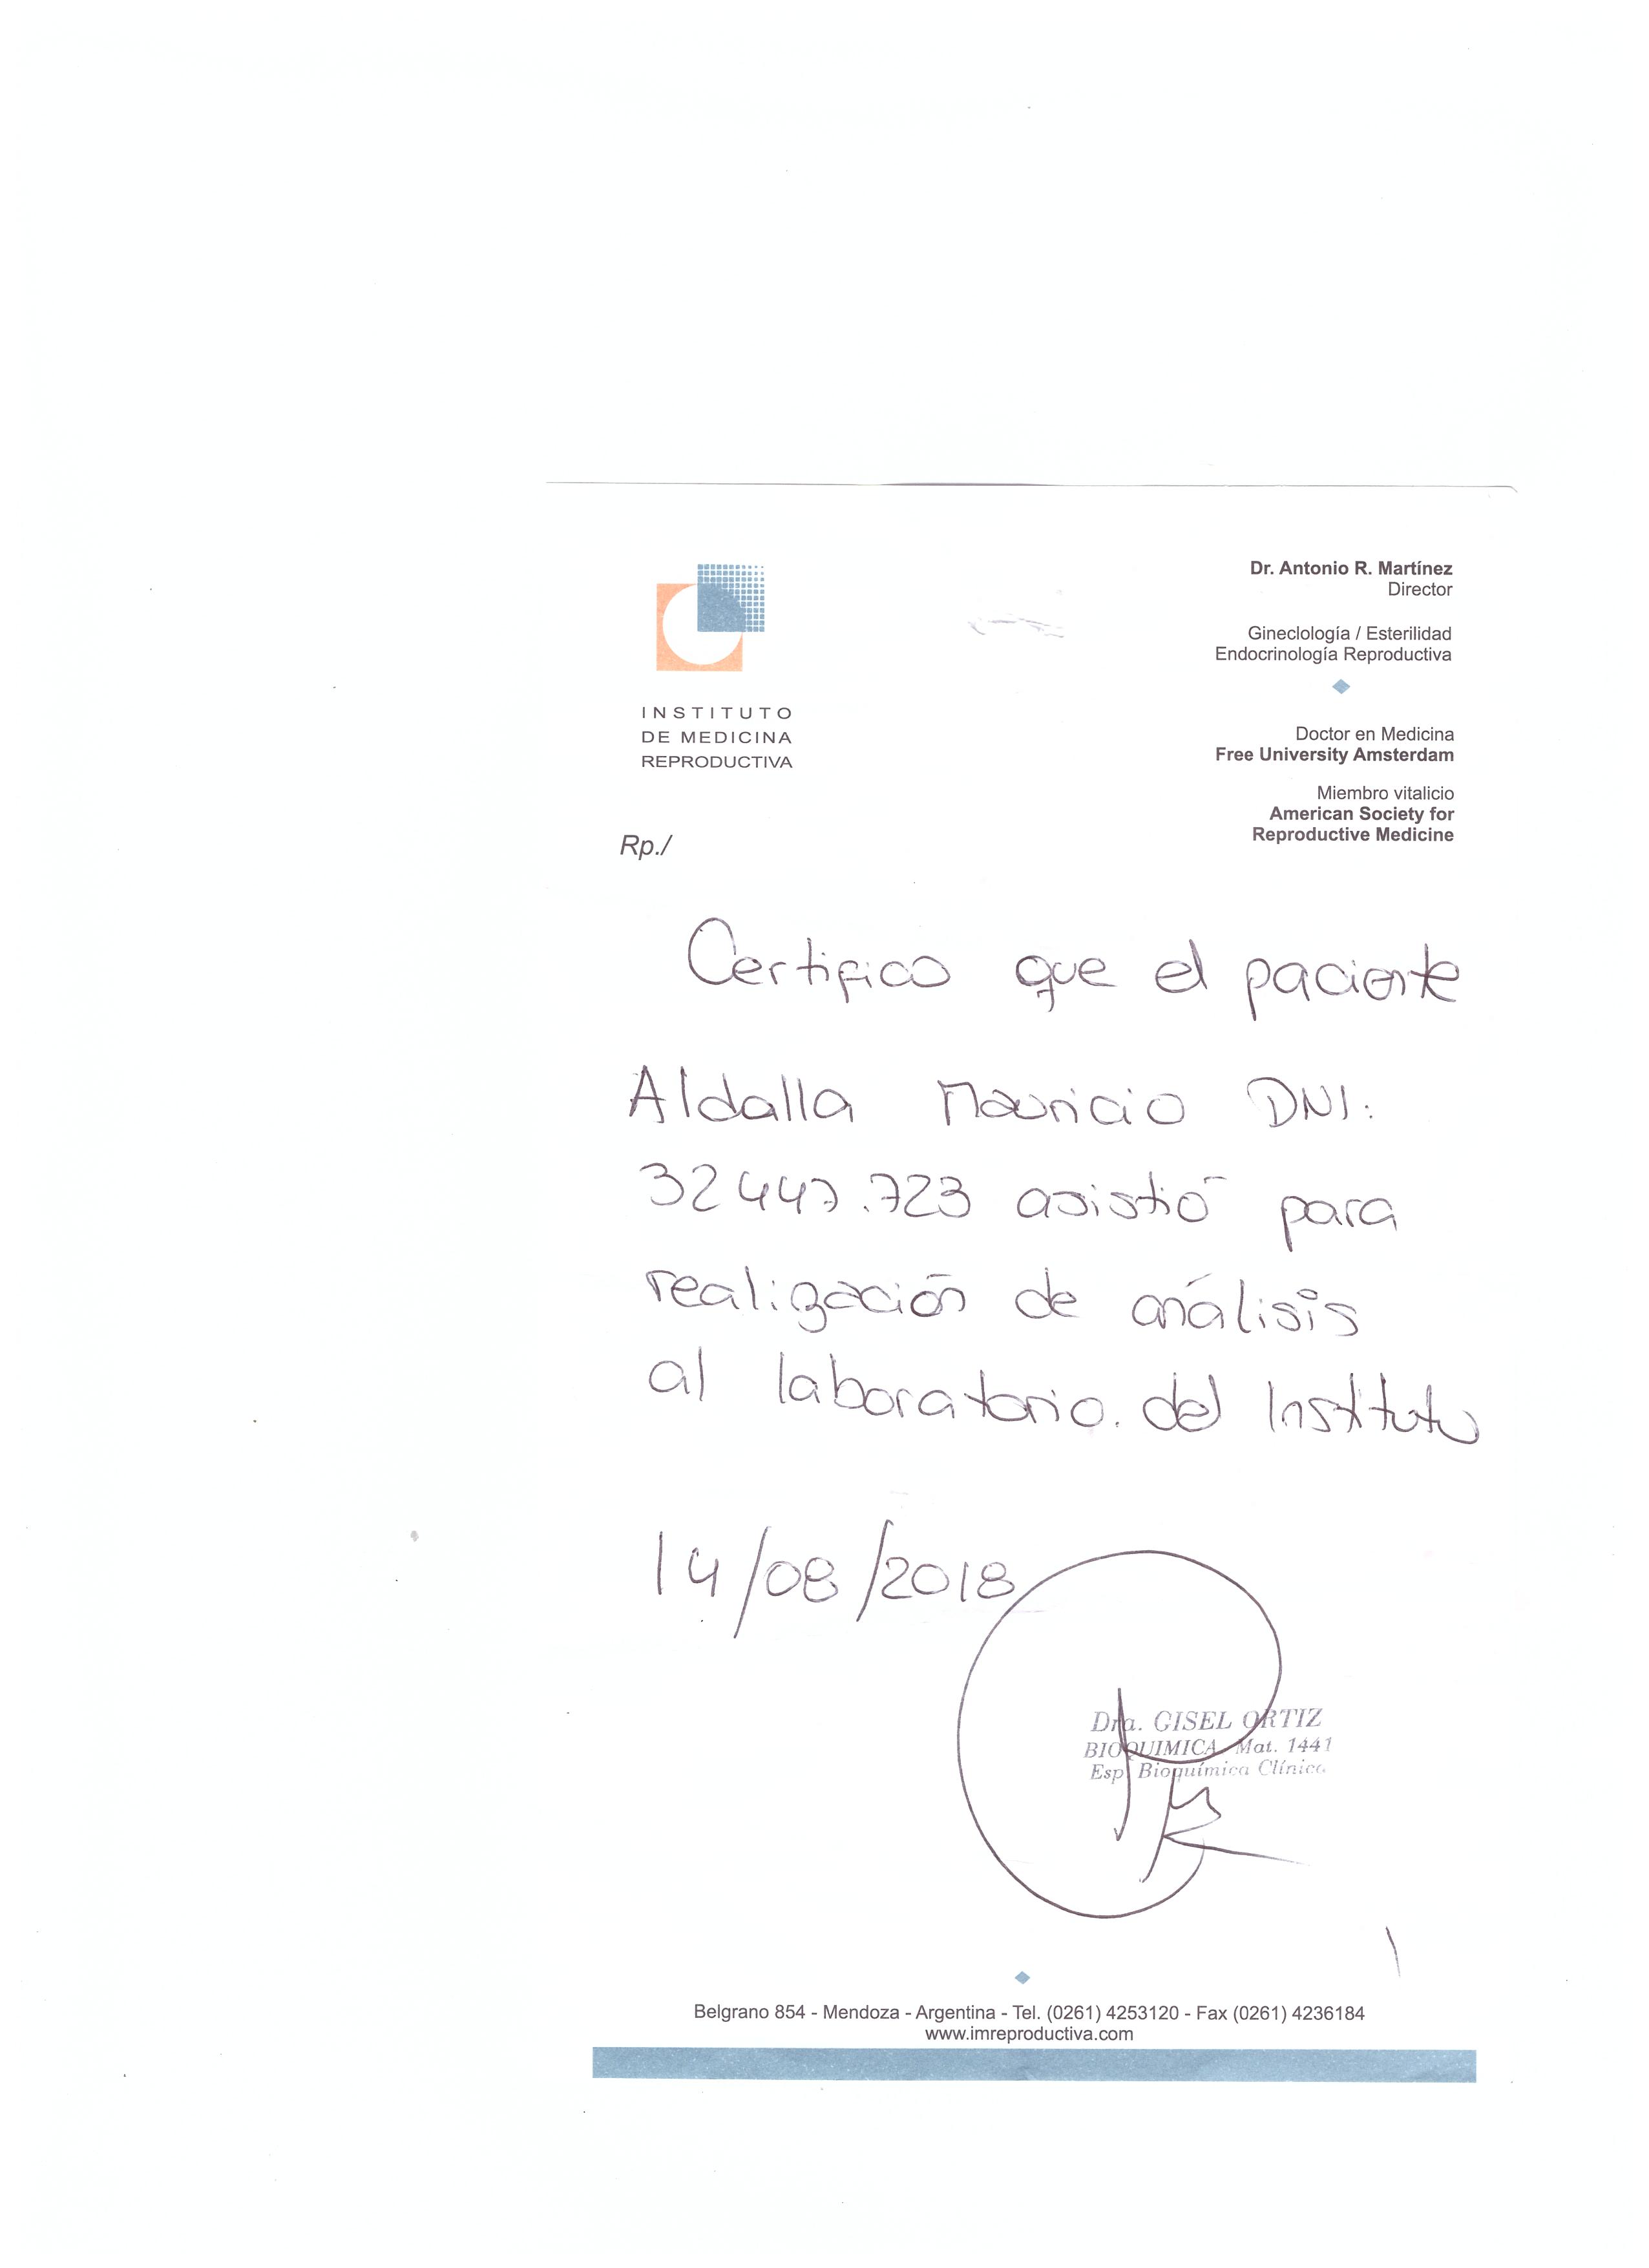 Dr. Antonio R. Martínez
Director
Gineclología / Esterilidad
Endocrinología Reproductiva
Doctor en Medicina
Free University Amsterdam
Miembro vitalicio
American Society for
Reproductive Medicine
INSTITUTO
DE MEDICINA
REPRODUCTIVA
Rp./
Certifico que el paciente
Aldalla Mauricio DNI:
32447.723 asistió para
realización de análisis
al laboratorio. del Instituto
14/08/2018
Dra. GISEL ORTIZ
BIOQUIMICA Mat. 1441
Esp. Bioquímica Clínica
Belgrano 854 - Mendoza - Argentina - Tel. (0261) 4253120 - Fax (0261) 4236184
www.imreproductiva.com